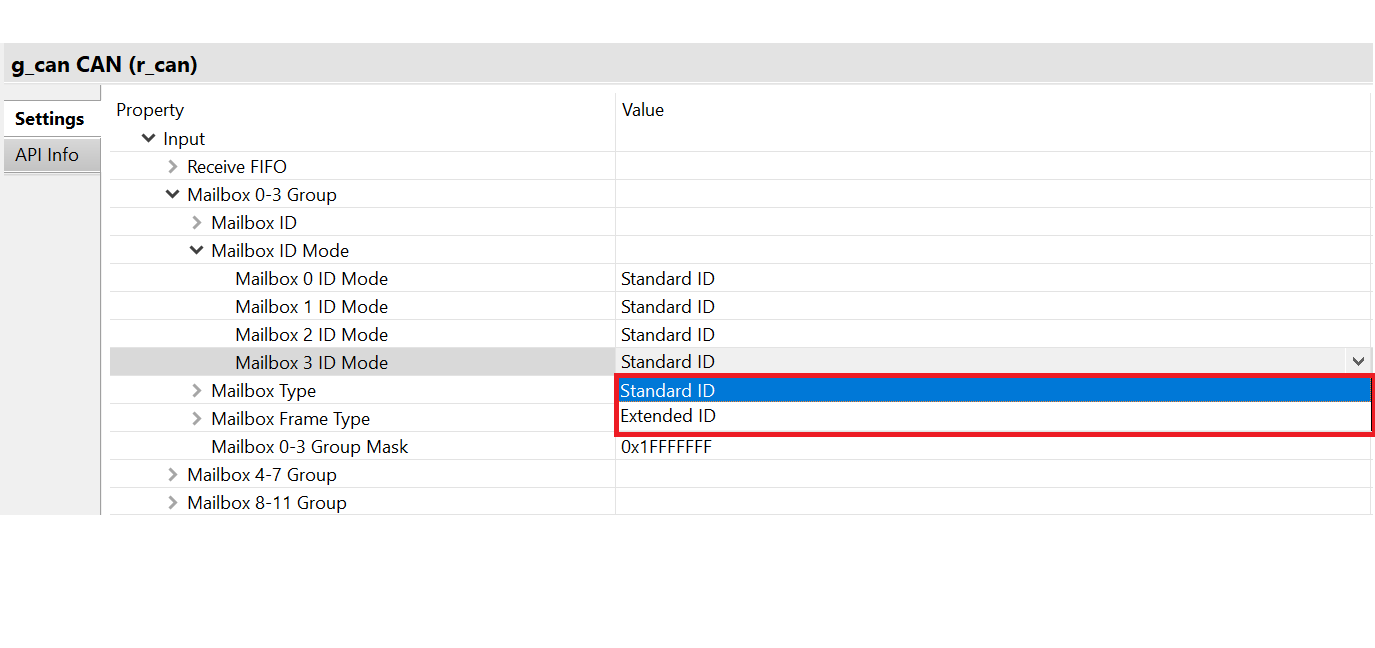 g_can CAN (r_can)
Settings
API Info
Property Value
Input
Receive FIFO
Mailbox 0-3 Group
Mailbox ID
Mailbox ID Mode
Mailbox 0 ID Mode Standard ID
Mailbox 1 ID Mode Standard ID
Mailbox 2 ID Mode Standard ID
Mailbox 3 ID Mode Standard ID
Mailbox Type Standard ID
Extended ID
Mailbox Frame Type
Mailbox 0-3 Group Mask 0x1FFFFFFF
Mailbox 4-7 Group
Mailbox 8-11 Group